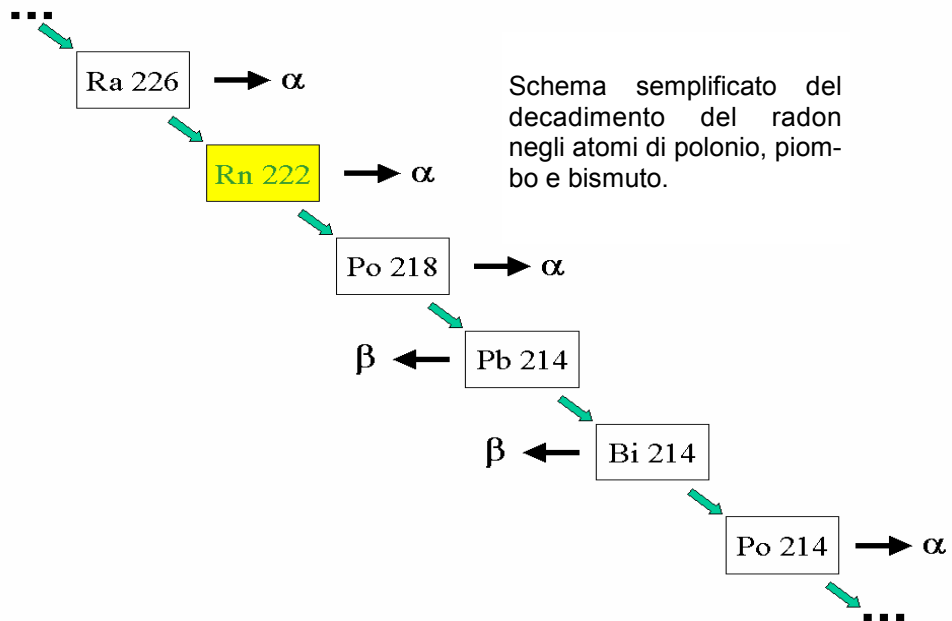 ...
Ra 226 → α
Schema semplificato del
decadimento del radon
negli atomi di polonio, piom-
bo e bismuto.
Rn 222 → α
Po 218 → α
β ← Pb 214
β ← Bi 214
Po 214 → α
...